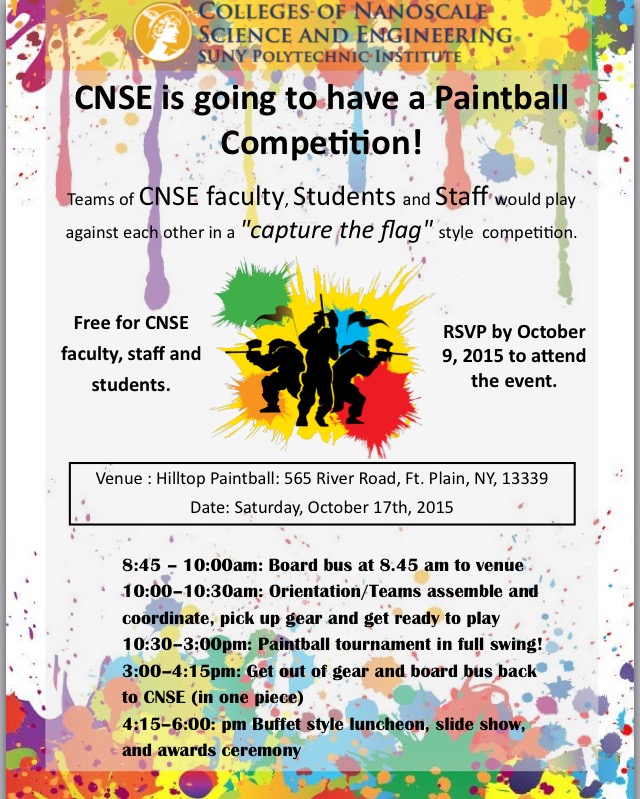 COLLEGES OF NANOSCALE
SCIENCE AND ENGINEERING
SUNY POLYTECHNIC INSTITUTE
CNSE is going to have a Paintball
Competition!
Teams of CNSE faculty, Students and Staff would play
against each other in a "capture the flag" style competition.
Free for CNSE
faculty, staff and
students.
RSVP by October
9, 2015 to attend
the event.
Venue : Hilltop Paintball: 565 River Road, Ft. Plain, NY, 13339
Date: Saturday, October 17th, 2015
8:45 – 10:00am: Board bus at 8.45 am to venue
10:00–10:30am: Orientation/Teams assemble and
coordinate, pick up gear and get ready to play
10:30–3:00pm: Paintball tournament in full swing!
3:00–4:15pm: Get out of gear and board bus back
to CNSE (in one piece)
4:15–6:00: pm Buffet style luncheon, slide show,
and awards ceremony